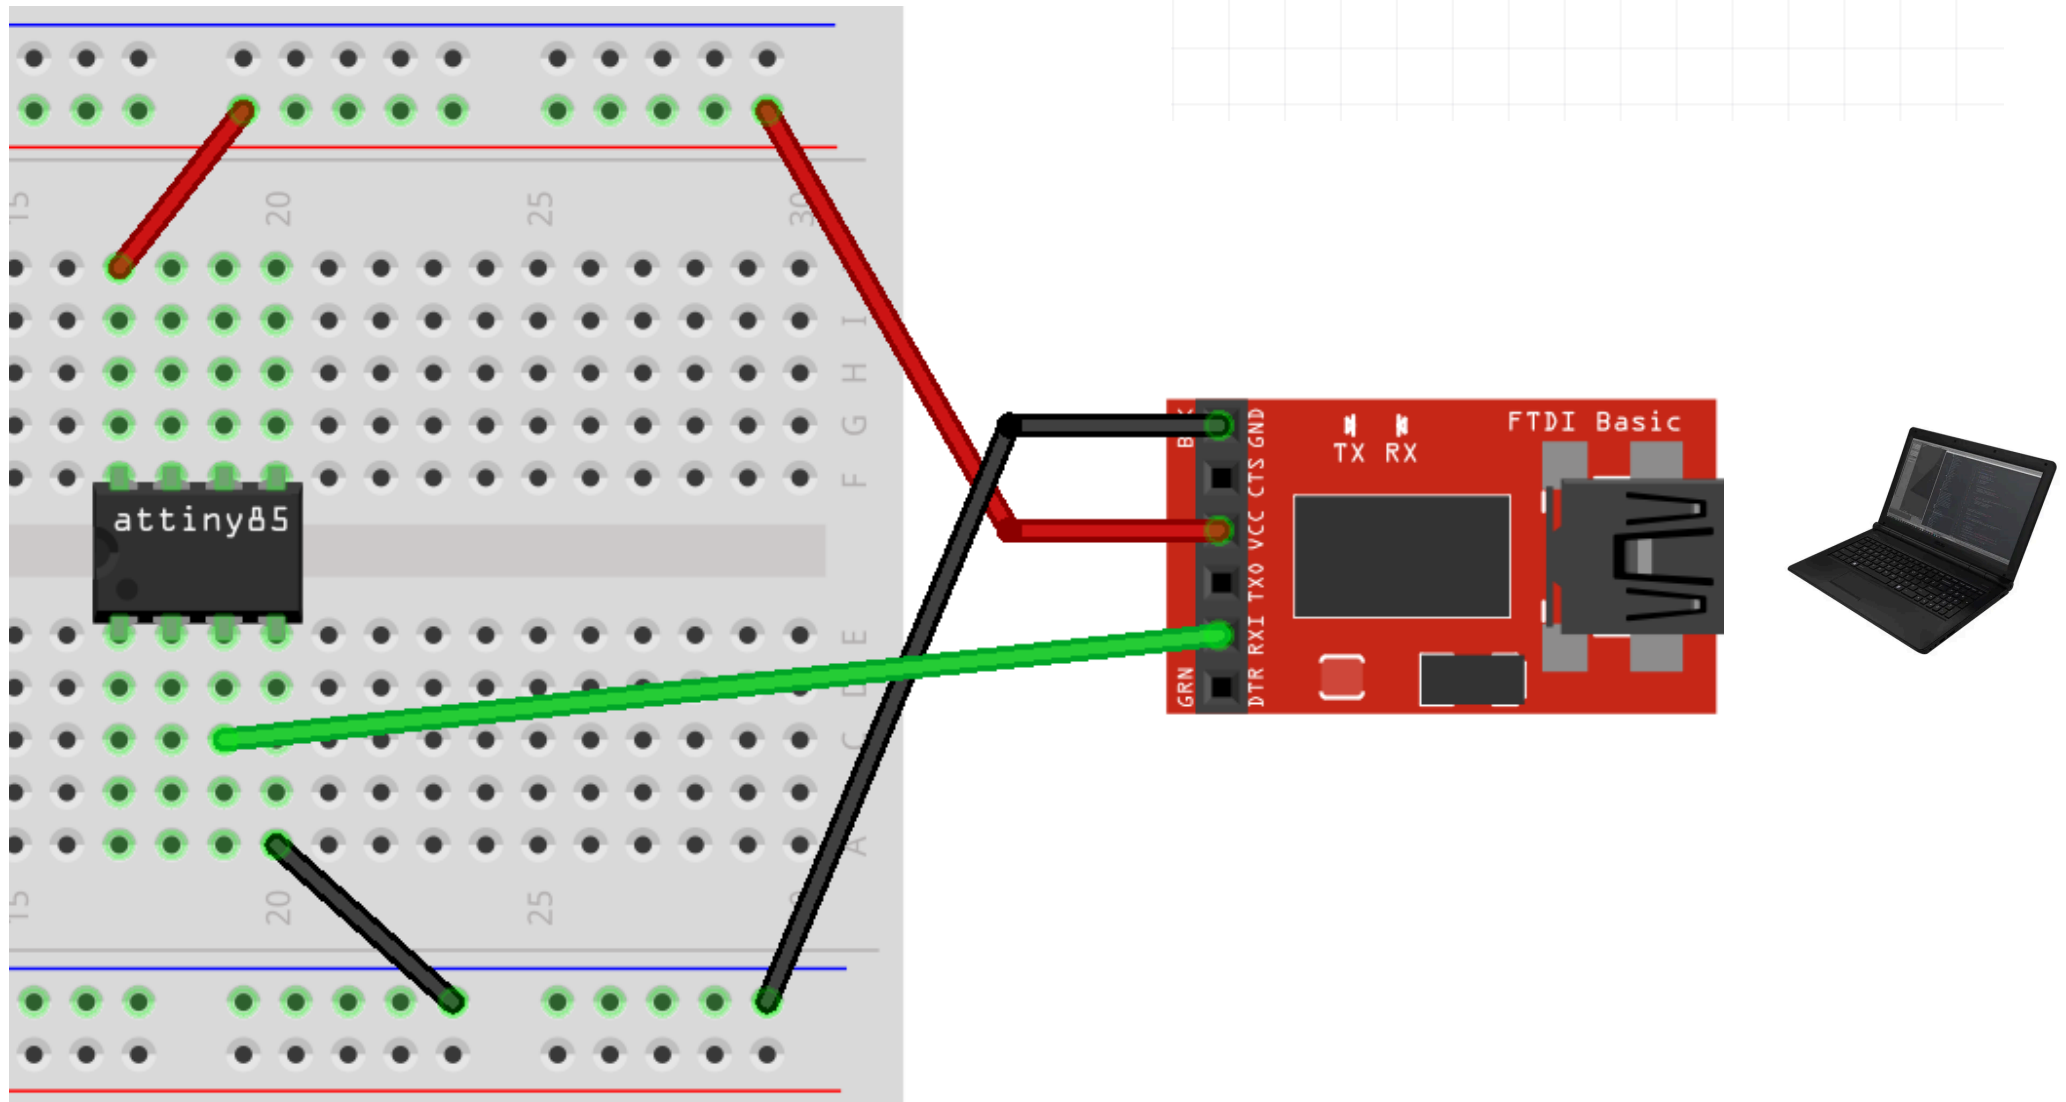 15
20
25
30
I
H
G
F
attiny85
E
D
C
A
15
20
25
GND
CTS
VCC
TXO
RXI
DTR
GRN
TX RX
FTDI Basic